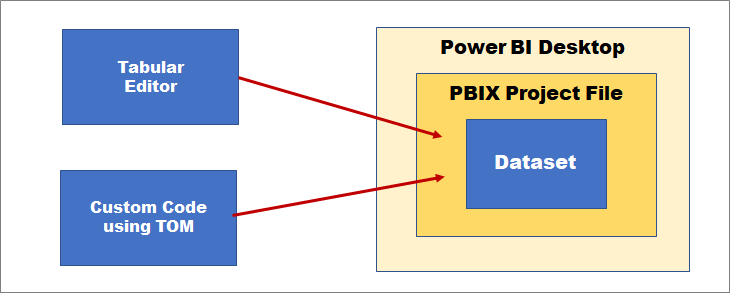 Tabular
Editor
Custom Code
using TOM
Power BI Desktop
PBIX Project File
Dataset